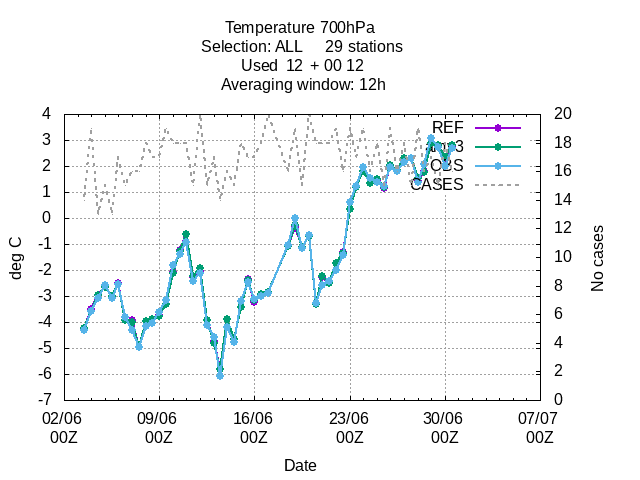 Temperature 700hPa
Selection: ALL 29 stations
Used 12 + 00 12
Averaging window: 12h
4
3
2
1
0
-1
-2
-3
-4
-5
-6
-7
deg C
20
18
16
14
12
10
8
6
4
2
0
No cases
REF
OBS
CASES
02/06 09/06 16/06 23/06 30/06 07/07
00Z 00Z 00Z 00Z 00Z 00Z
Date